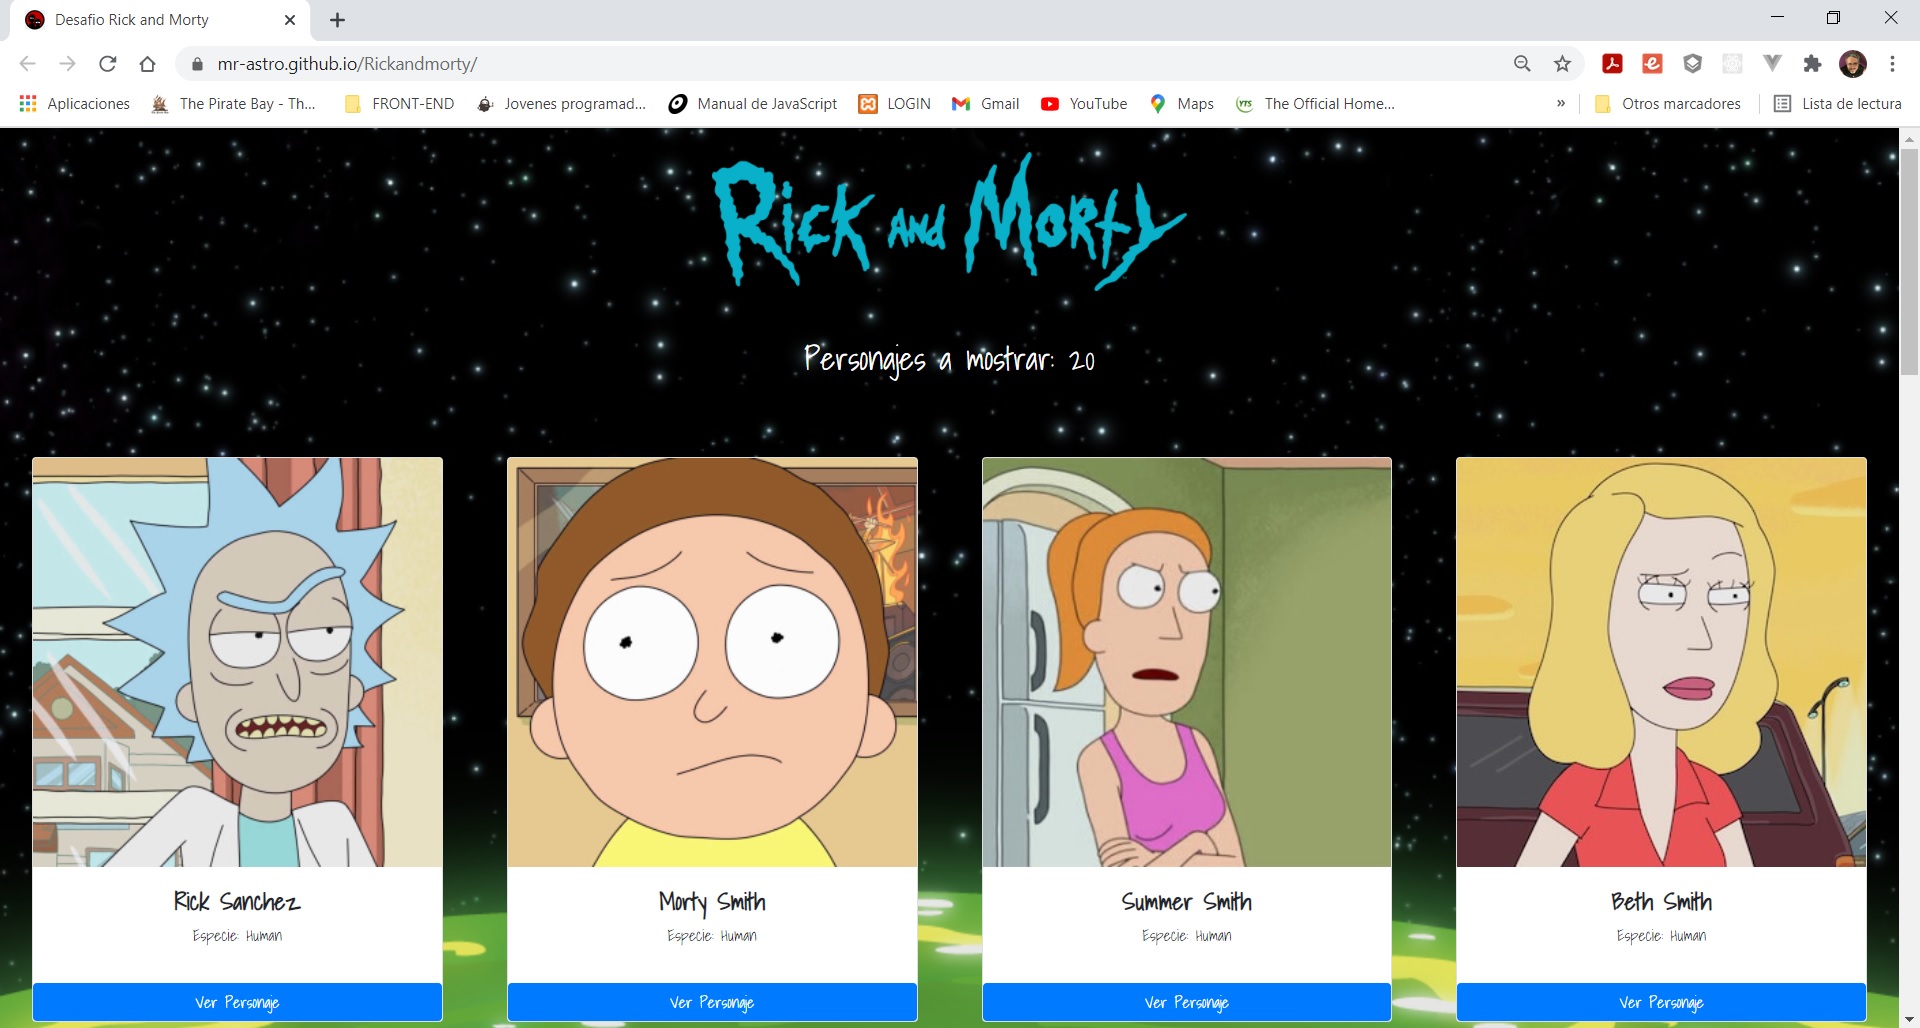 Desafio Rick and Morty
mr-astro.github.io/Rickandmorty/
Aplicaciones
The Pirate Bay - Th...
FRONT-END
Jovenes programad...
Manual de JavaScript
LOGIN
Gmail
YouTube
YTS
The Official Home...
»
Otros marcadores
Lista de lectura
Rick and Morty
Personajes a mostrar: 20
Rick Sanchez
Especie: Human
Ver Personaje
Morty Smith
Especie: Human
Ver Personaje
Summer Smith
Especie: Human
Ver Personaje
Beth Smith
Especie: Human
Ver Personaje